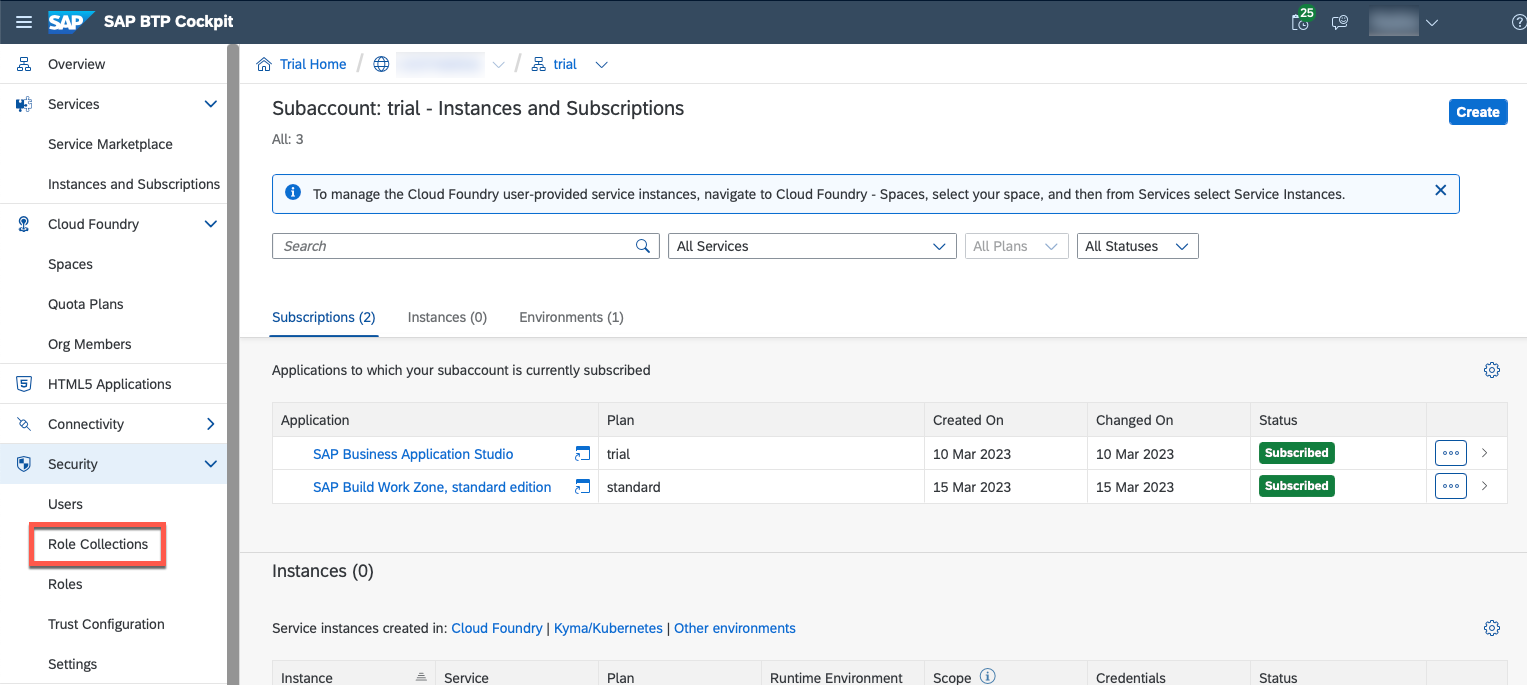 SAP SAP BTP Cockpit 25
Overview
Services
Service Marketplace
Instances and Subscriptions
Cloud Foundry
Spaces
Quota Plans
Org Members
HTML5 Applications
Connectivity
Security
Users
Role Collections
Roles
Trust Configuration
Settings
Trial Home / / trial
Subaccount: trial - Instances and Subscriptions
Create
All: 3
To manage the Cloud Foundry user-provided service instances, navigate to Cloud Foundry - Spaces, select your space, and then from Services select Service Instances.
Search All Services All Plans All Statuses
Subscriptions (2) Instances (0) Environments (1)
Applications to which your subaccount is currently subscribed
Application Plan Created On Changed On Status
SAP Business Application Studio trial 10 Mar 2023 10 Mar 2023 Subscribed
SAP Build Work Zone, standard edition standard 15 Mar 2023 15 Mar 2023 Subscribed
Instances (0)
Service instances created in: Cloud Foundry | Kyma/Kubernetes | Other environments
Instance Service Plan Runtime Environment Scope Credentials Status